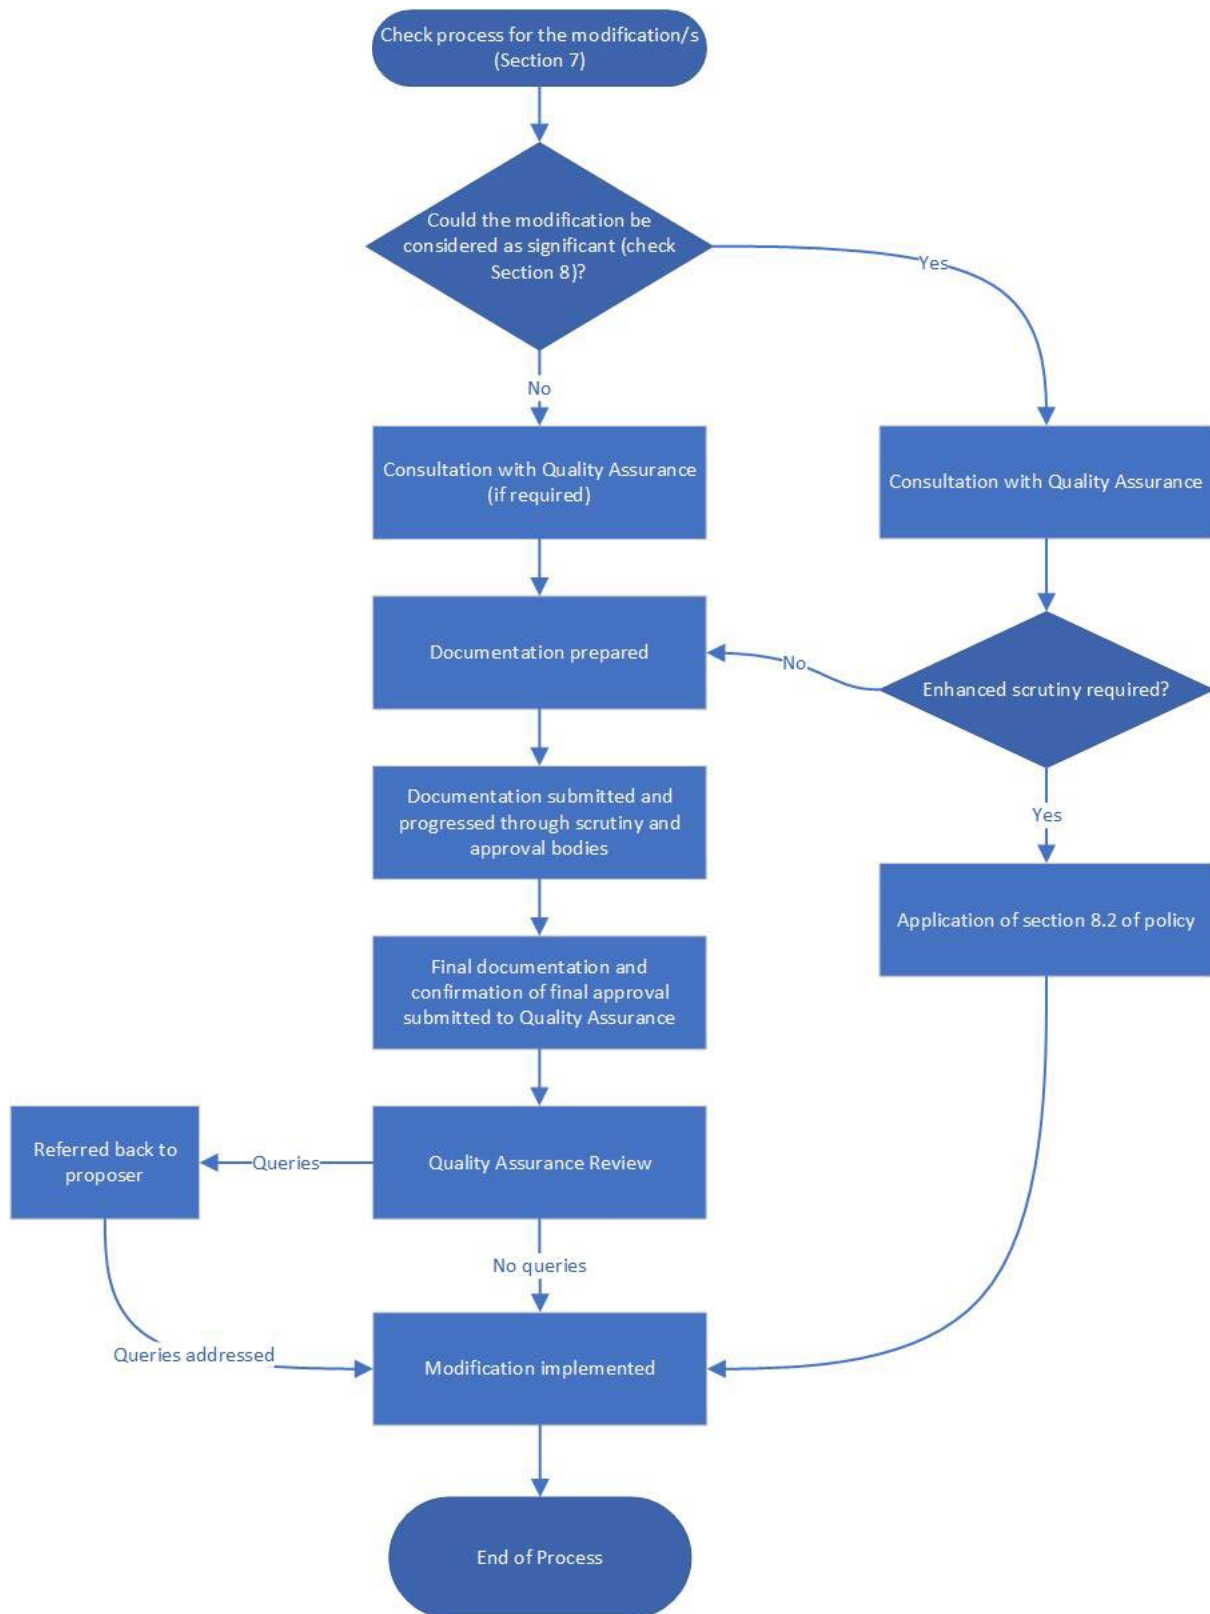 Check process for the modification/s
(Section 7)
Could the modification be
considered as significant (check
Section 8)?
Yes
No
Consultation with Quality Assurance
(if required)
Consultation with Quality Assurance
Documentation prepared
No
Enhanced scrutiny required?
Documentation submitted and
progressed through scrutiny and
approval bodies
Yes
Application of section 8.2 of policy
Final documentation and
confirmation of final approval
submitted to Quality Assurance
Referred back to
proposer
Queries
Quality Assurance Review
No queries
Queries addressed
Modification implemented
End of Process